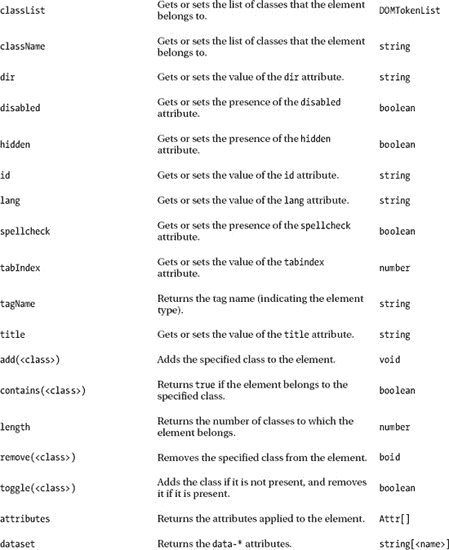 classList Gets or sets the list of classes that the element DOMTokenList
belongs to.
className Gets or sets the list of classes that the element string
belongs to.
dir Gets or sets the value of the dir attribute. string
disabled Gets or sets the presence of the disabled boolean
attribute.
hidden Gets or sets the presence of the hidden boolean
attribute.
id Gets or sets the value of the id attribute. string
lang Gets or sets the value of the lang attribute. string
spellcheck Gets or sets the presence of the spellcheck boolean
attribute.
tabIndex Gets or sets the value of the tabindex number
attribute.
tagName Returns the tag name (indicating the element string
type).
title Gets or sets the value of the title attribute. string
add(<class>) Adds the specified class to the element. void
contains(<class>) Returns true if the element belongs to the boolean
specified class.
length Returns the number of classes to which the number
element belongs.
remove(<class>) Removes the specified class from the element. boid
toggle(<class>) Adds the class if it is not present, and removes boolean
it if it is present.
attributes Returns the attributes applied to the element. Attr[]
dataset Returns the data-* attributes. string[<name>]